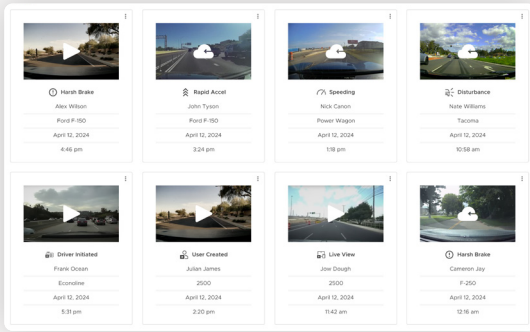 Harsh Brake
Alex Wilson
Ford F-150
April 12, 2024
4:46 pm
Rapid Accel
John Tyson
Ford F-150
April 12, 2024
3:24 pm
Speeding
Nick Canon
Power Wagon
April 12, 2024
1:18 pm
Disturbance
Nate Williams
Tacoma
April 12, 2024
10:58 am
Driver Initiated
Frank Ocean
Econoline
April 12, 2024
5:31 pm
User Created
Julian James
2500
April 12, 2024
2:20 pm
Live View
Jose Dough
2500
April 12, 2024
11:42 am
Harsh Brake
Cameron Jay
F-250
April 12, 2024
12:16 am